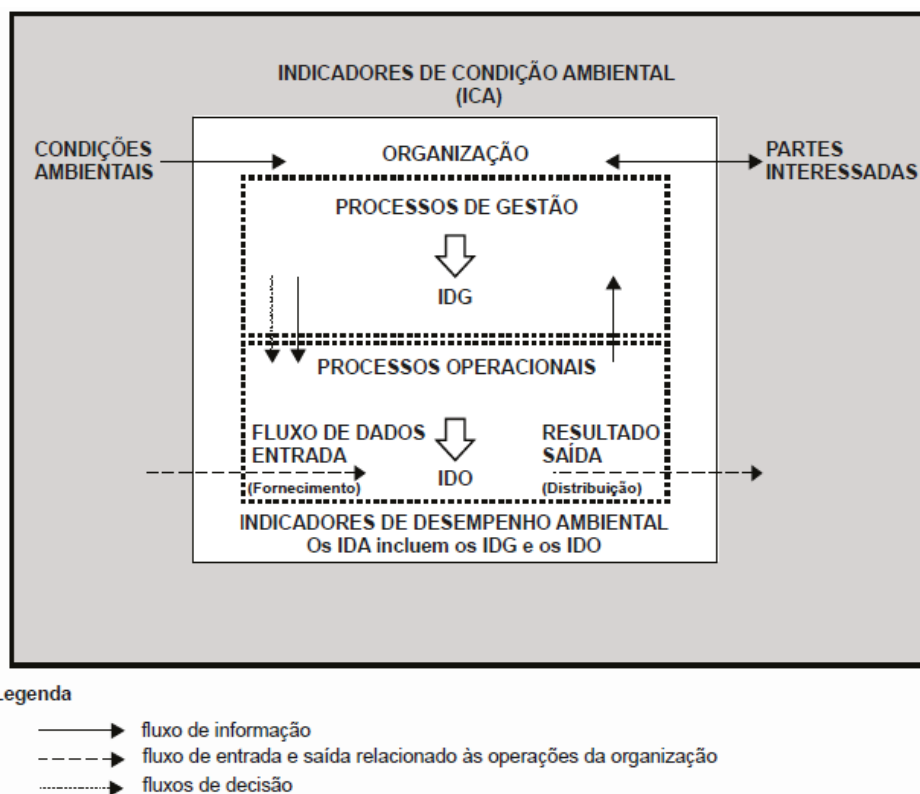 INDICADORES DE CONDIÇÃO AMBIENTAL
(ICA)
CONDIÇÕES
AMBIENTAIS
ORGANIZAÇÃO
PARTES
INTERESSADAS
PROCESSOS DE GESTÃO
IDG
PROCESSOS OPERACIONAIS
FLUXO DE DADOS
ENTRADA
(Fornecimento)
IDO
RESULTADO
SAÍDA
(Distribuição)
INDICADORES DE DESEMPENHO AMBIENTAL
Os IDA incluem os IDG e os IDO
Legenda
fluxo de informação
fluxo de entrada e saída relacionado às operações da organização
fluxos de decisão